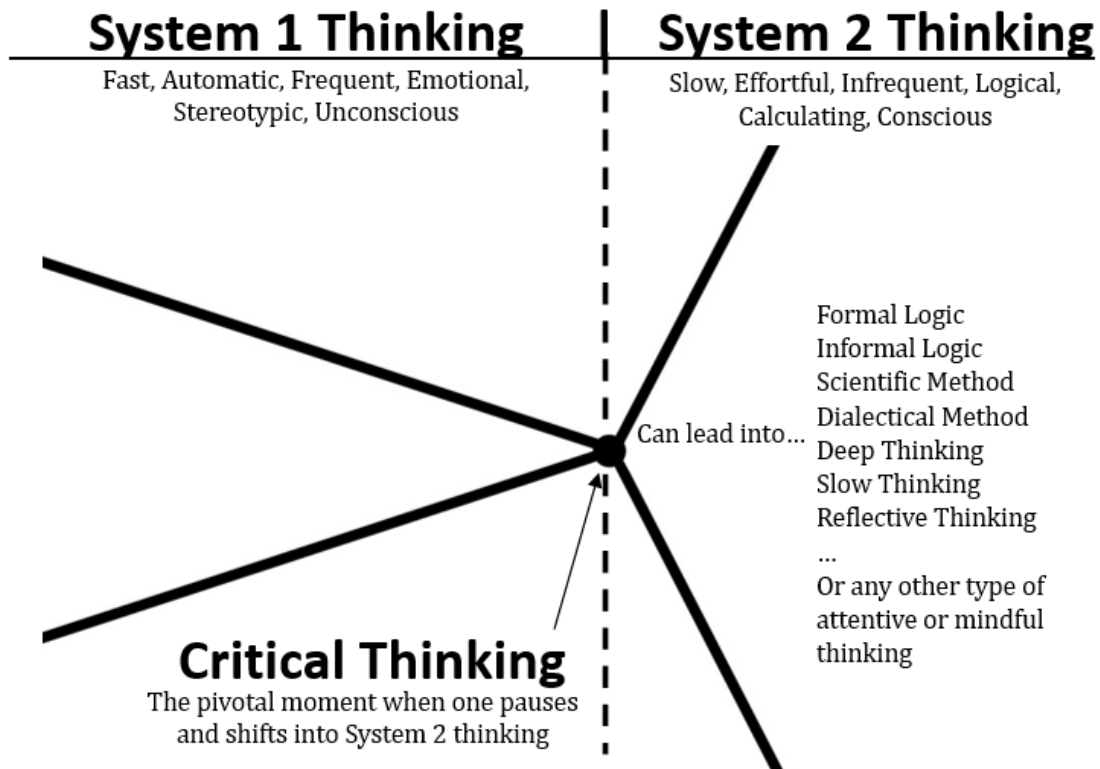 System 1 Thinking
Fast, Automatic, Frequent, Emotional,
Stereotypic, Unconscious
System 2 Thinking
Slow, Effortful, Infrequent, Logical,
Calculating, Conscious
Can lead into...
Formal Logic
Informal Logic
Scientific Method
Dialectical Method
Deep Thinking
Slow Thinking
Reflective Thinking
...
Or any other type of
attentive or mindful
thinking
Critical Thinking
The pivotal moment when one pauses
and shifts into System 2 thinking